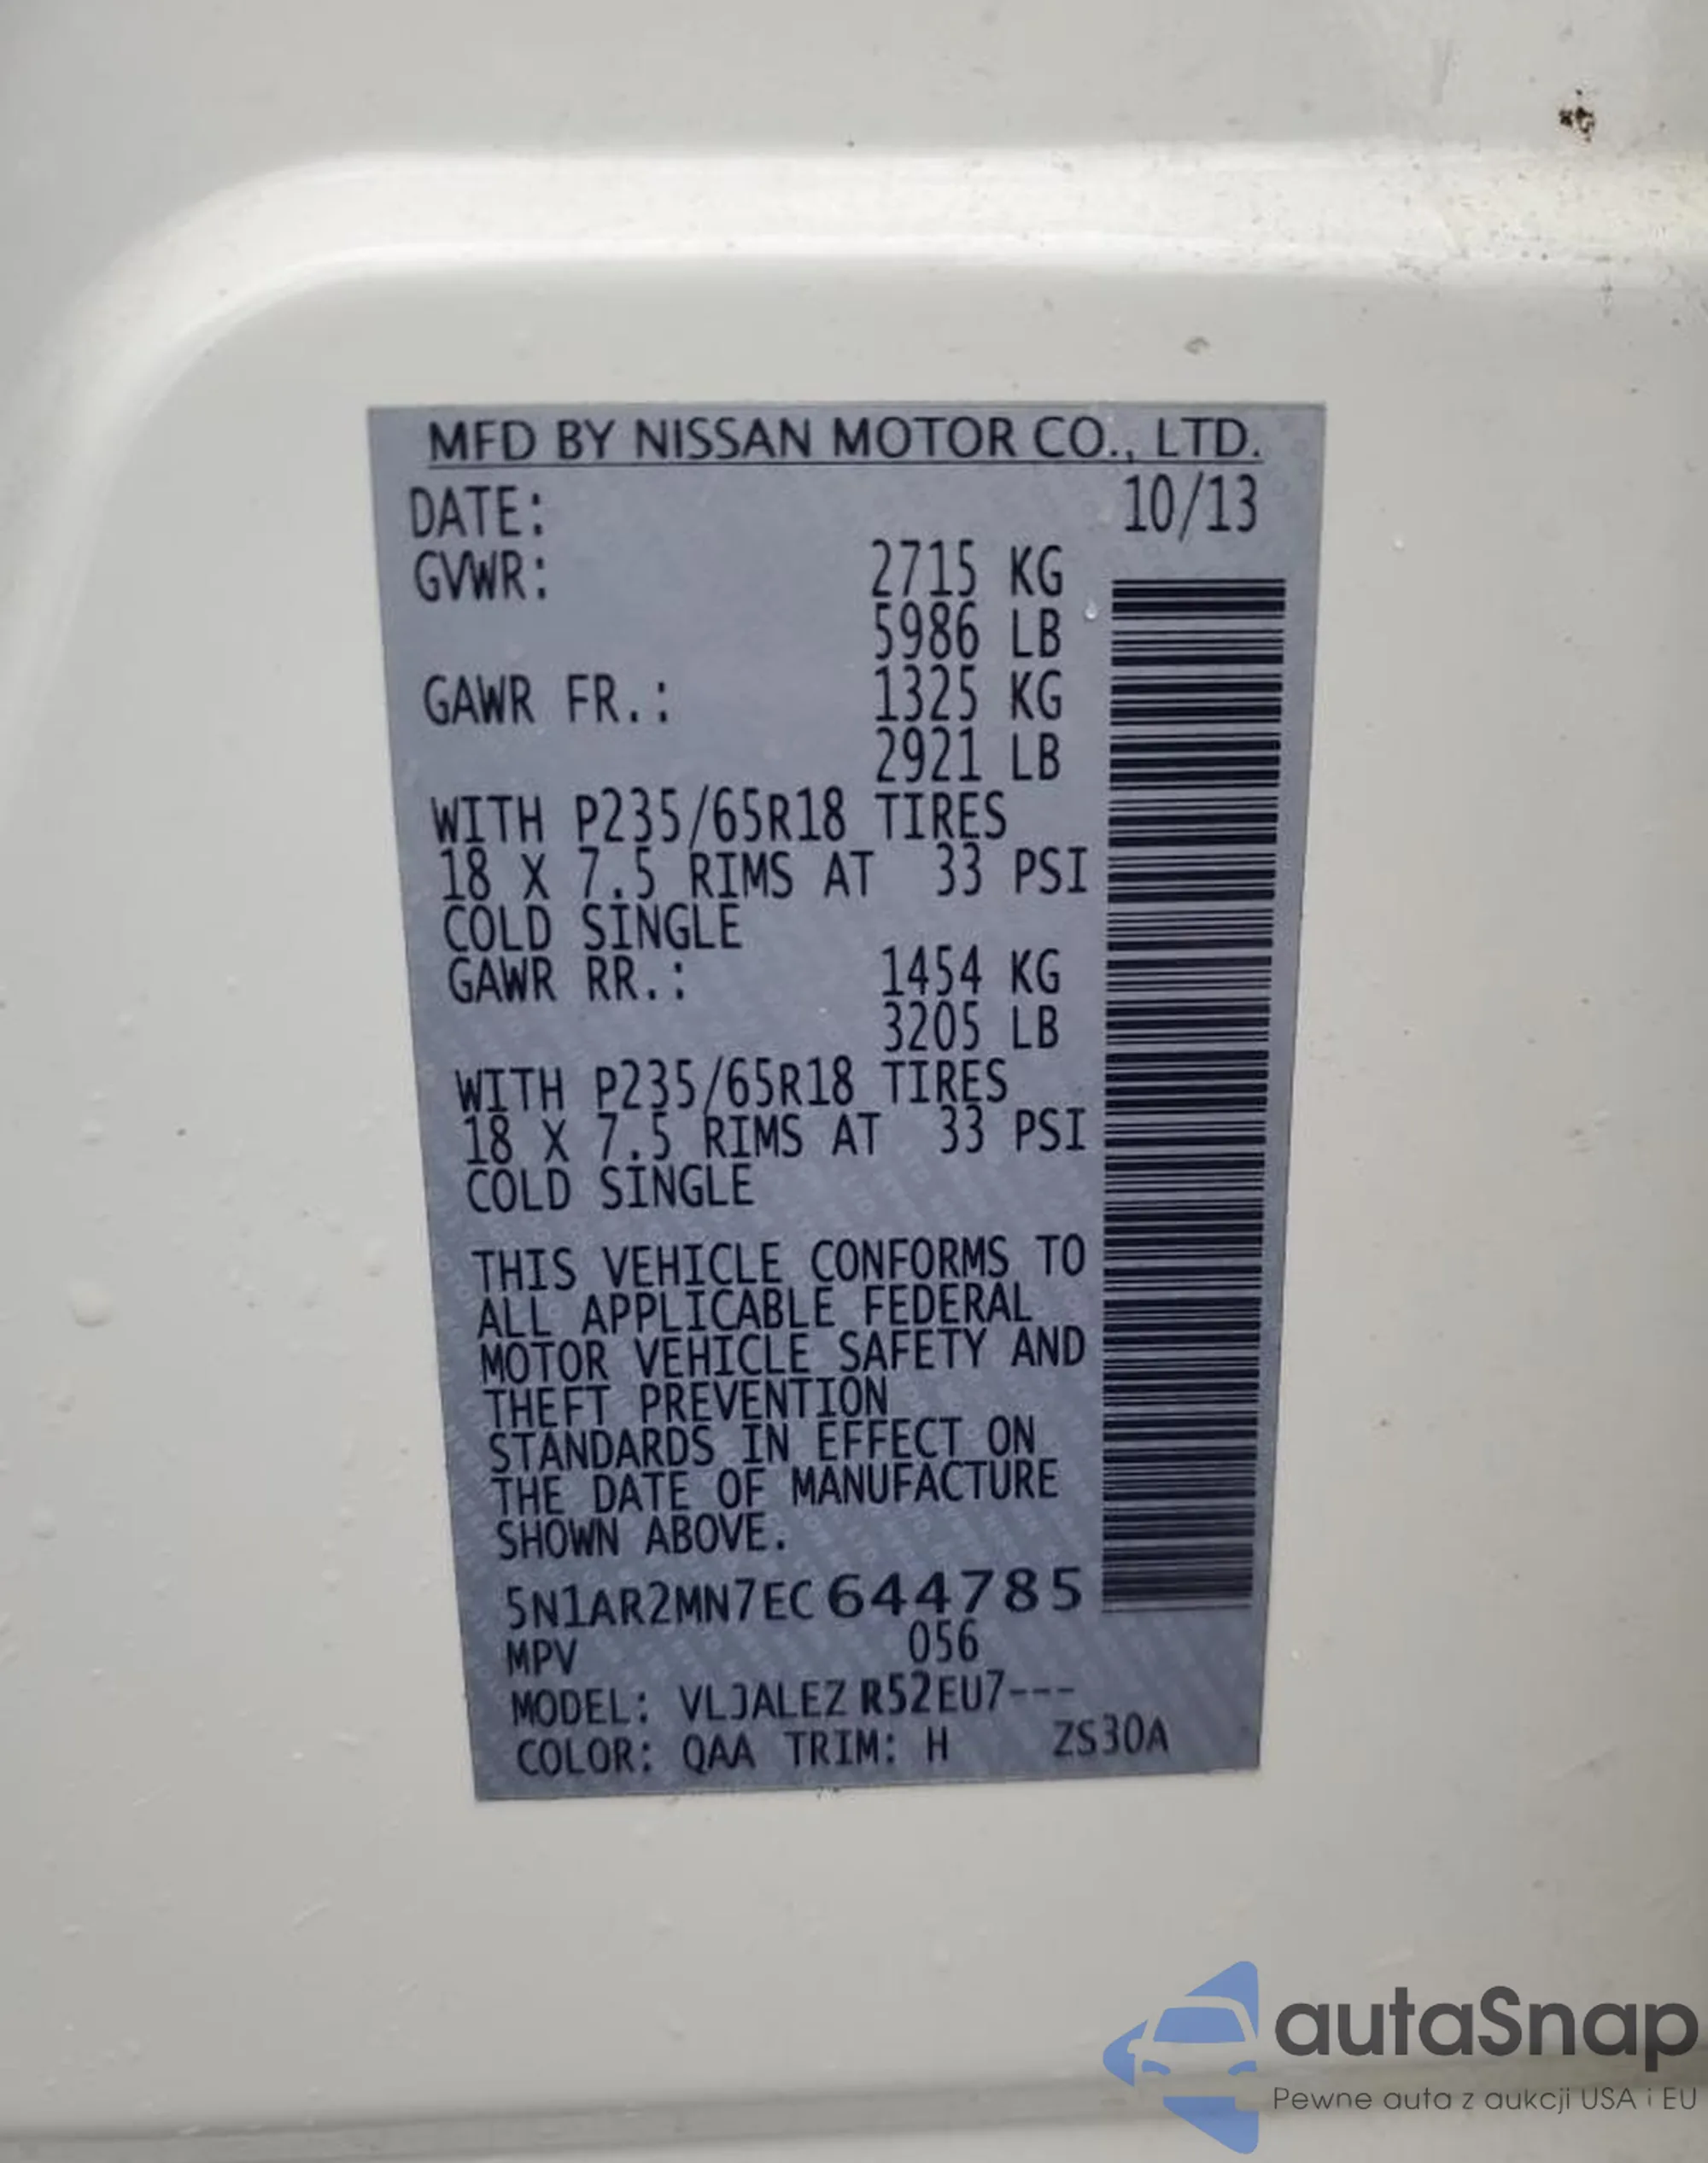 MFD BY NISSAN MOTOR CO., LTD.
DATE: 10/13
GVWR: 2715 KG
5986 LB
GAWR FR.: 1325 KG
2921 LB
WITH P235/65R18 TIRES
18 X 7.5 RIMS AT 33 PSI
COLD SINGLE
GAWR RR.: 1454 KG
3205 LB
WITH P235/65R18 TIRES
18 X 7.5 RIMS AT 33 PSI
COLD SINGLE
THIS VEHICLE CONFORMS TO
ALL APPLICABLE FEDERAL
MOTOR VEHICLE SAFETY AND
THEFT PREVENTION
STANDARDS IN EFFECT ON
THE DATE OF MANUFACTURE
SHOWN ABOVE.
5N1AR2MN7EC644785
MPV 056
MODEL: VLJALEZ R52EU7---
COLOR: QAA TRIM: H ZS30A
autaSnap
Pewne auta z aukcji USA i EU